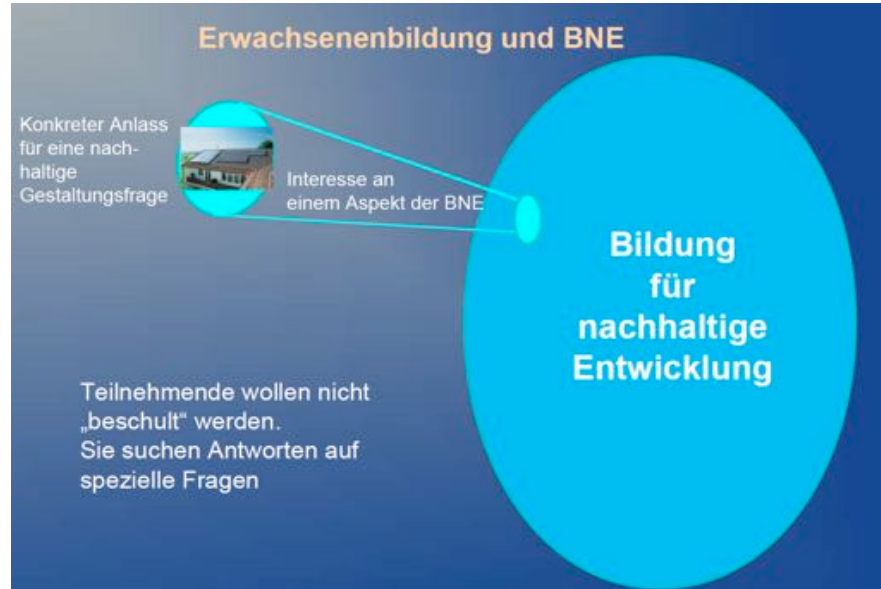 Erwachsenenbildung und BNE
Konkreter Anlass
für eine nach-
haltige
Gestaltungsfrage
Interesse an
einem Aspekt der BNE
Bildung
für
nachhaltige
Entwicklung
Teilnehmende wollen nicht
„beschult“ werden.
Sie suchen Antworten auf
spezielle Fragen